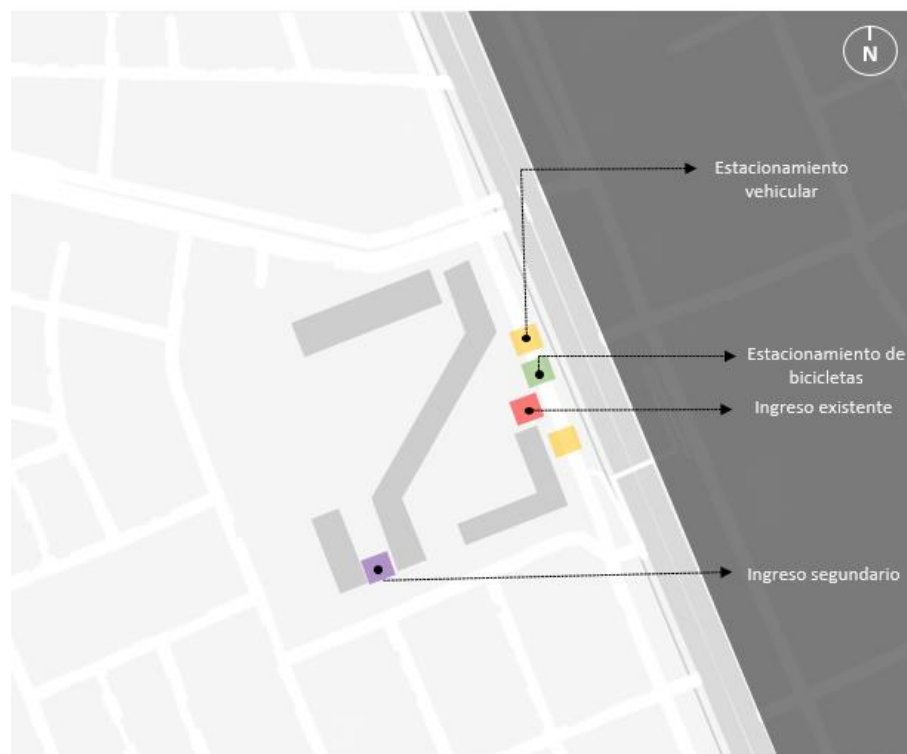 N
Estacionamiento
vehicular
Estacionamiento de
bicicletas
Ingreso existente
Ingreso segundario